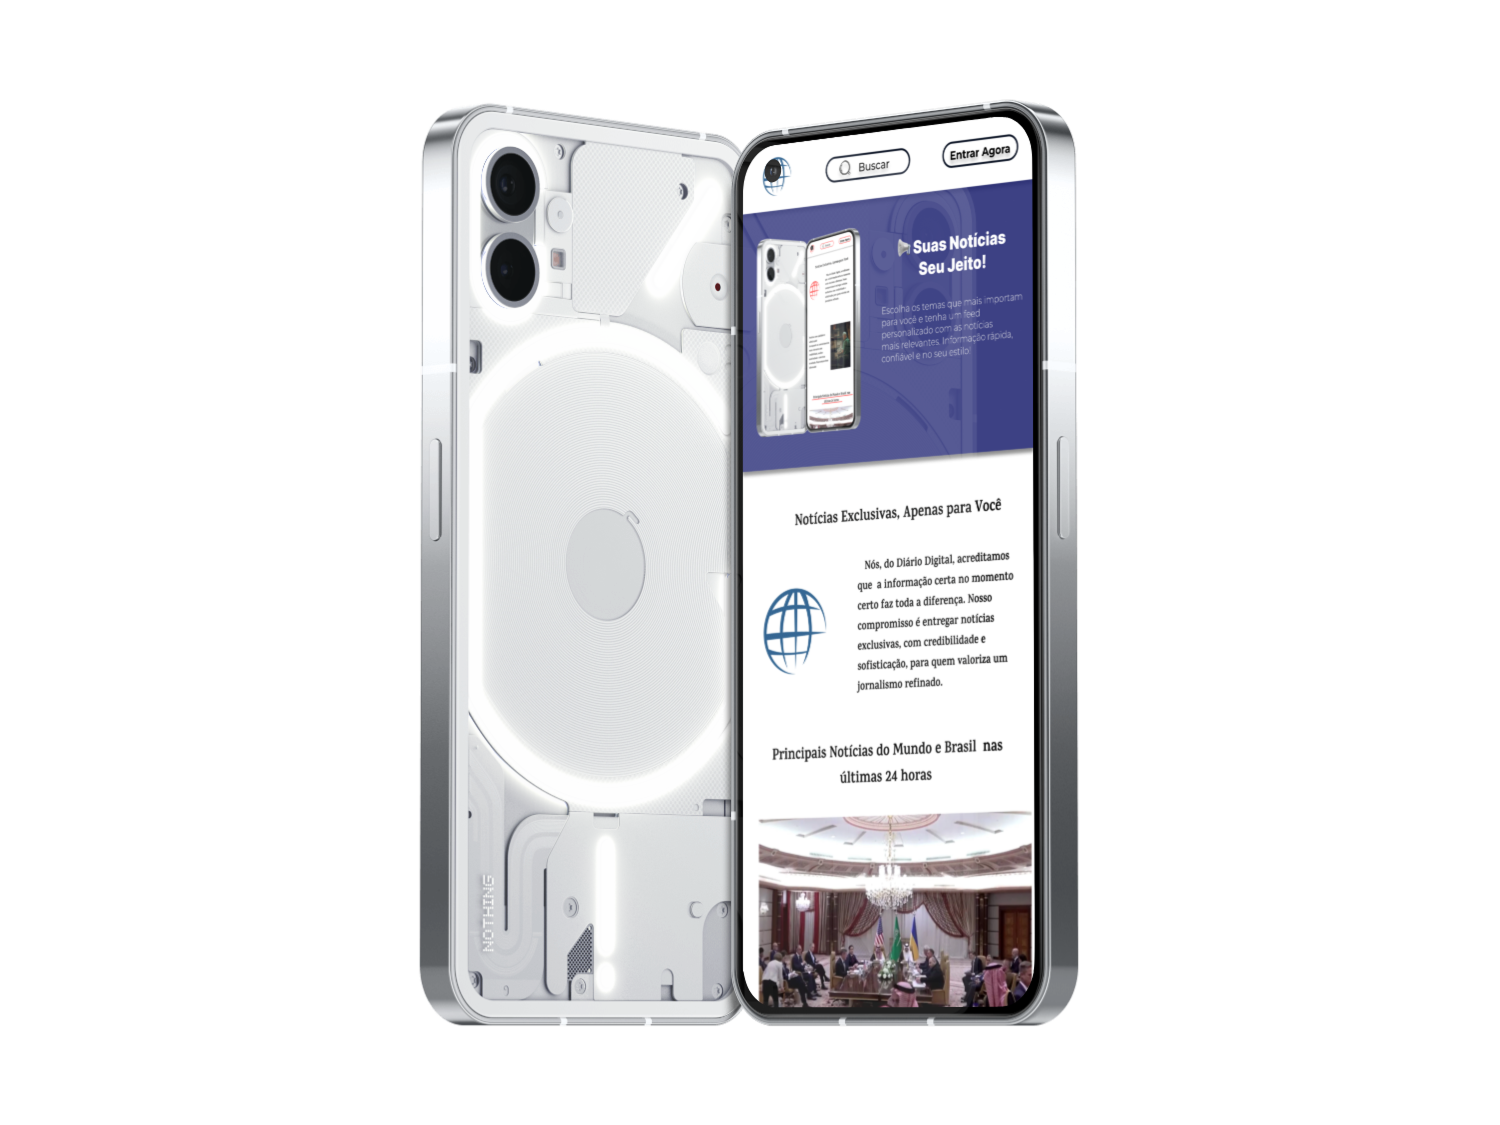 NOTHING
Buscar
Entrar Agora
Suas Notícias
Seu Jeito!
Escolha os temas que mais importam
para você e tenha um feed
personalizado com as notícias
mais relevantes. Informação rápida,
confiável e no seu estilo!
Notícias Exclusivas, Apenas para Você
Nós, do Diário Digital, acreditamos
que a informação certa no momento
certo faz toda a diferença. Nosso
compromisso é entregar notícias
exclusivas, com credibilidade e
sofisticação, para quem valoriza um
jornalismo refinado.
Principais Notícias do Mundo e Brasil nas
últimas 24 horas